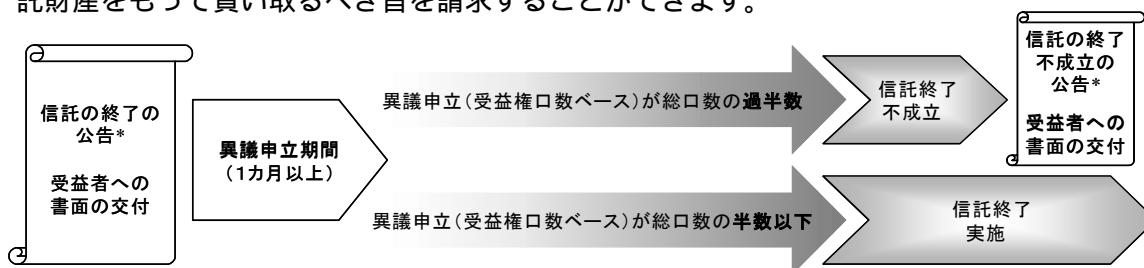 託財産をもって買い取るべき旨を請求することができます。
信託の終了の
公告*
受益者への
書面の交付
異議申立期間
（1カ月以上）
異議申立（受益権口数ベース）が総口数の過半数
信託終了
不成立
信託の終了
不成立の
公告*
受益者への
書面の交付
異議申立（受益権口数ベース）が総口数の半数以下
信託終了
実施